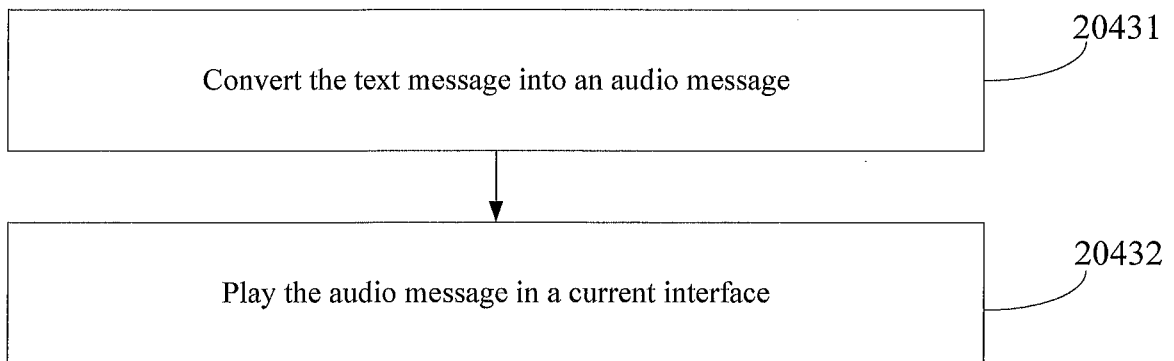 20431
Convert the text message into an audio message
20432
Play the audio message in a current interface